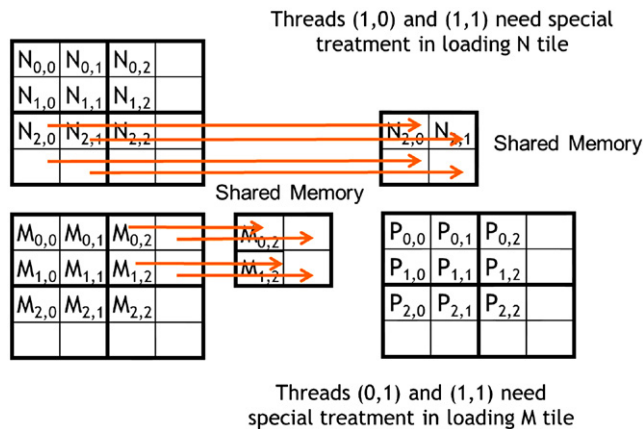 Threads (1,0) and (1,1) need special
treatment in loading N tile
N0,0 N0,1 N0,2
N1,0 N1,1 N1,2
N2,0 N2,1 N2,2
N2,0 N2,1
Shared Memory
Shared Memory
M0,0 M0,1 M0,2
M1,0 M1,1 M1,2
M2,0 M2,1 M2,2
M0,2
M1,2
P0,0 P0,1 P0,2
P1,0 P1,1 P1,2
P2,0 P2,1 P2,2
Threads (0,1) and (1,1) need
special treatment in loading M tile